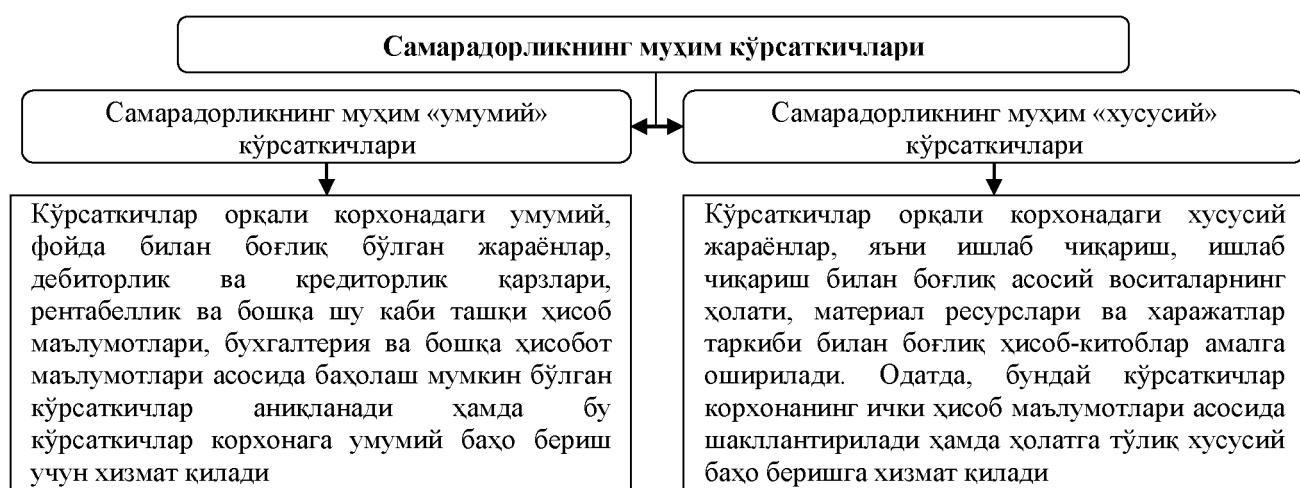 Самарадорликнинг муҳим кўрсаткичлари
Самарадорликнинг муҳим «умумий»
кўрсаткичлари
Самарадорликнинг муҳим «хусусий»
кўрсаткичлари
Кўрсаткичлар орқали корхонадаги умумий,
фойда билан боғлиқ бўлган жараёнлар,
дебиторлик ва кредиторлик қарзлари,
рентабеллик ва бошқа шу каби ташқи ҳисоб
маълумотлари, бухгалтерия ва бошқа ҳисобот
маълумотлари асосида баҳолаш мумкин бўлган
кўрсаткичлар аниқланади ҳамда бу
кўрсаткичлар корхонага умумий баҳо бериш
учун хизмат қилади
Кўрсаткичлар орқали корхонадаги хусусий
жараёнлар, яъни ишлаб чиқариш, ишлаб
чиқариш билан боғлиқ асосий воситаларнинг
ҳолати, материал ресурслари ва харажатлар
таркиби билан боғлиқ ҳисоб-китоблар амалга
оширилади. Одатда, бундай кўрсаткичлар
корхонанинг ички ҳисоб маълумотлари асосида
шакллантирилади ҳамда ҳолатга тўлиқ хусусий
баҳо беришга хизмат қилади